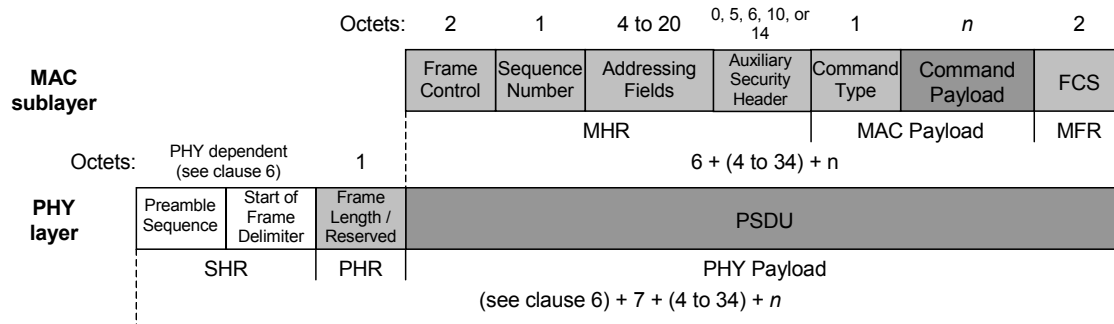 Octets: 2 1 4 to 20 0, 5, 6, 10, or 14 1 n 2
MAC sublayer
Frame Control
Sequence Number
Addressing Fields
Auxiliary Security Header
Command Type
Command Payload
FCS
MHR MAC Payload MFR
Octets: PHY dependent (see clause 6) 1 6 + (4 to 34) + n
PHY layer
Preamble Sequence
Start of Frame Delimiter
Frame Length / Reserved
PSDU
SHR PHR PHY Payload
(see clause 6) + 7 + (4 to 34) + n